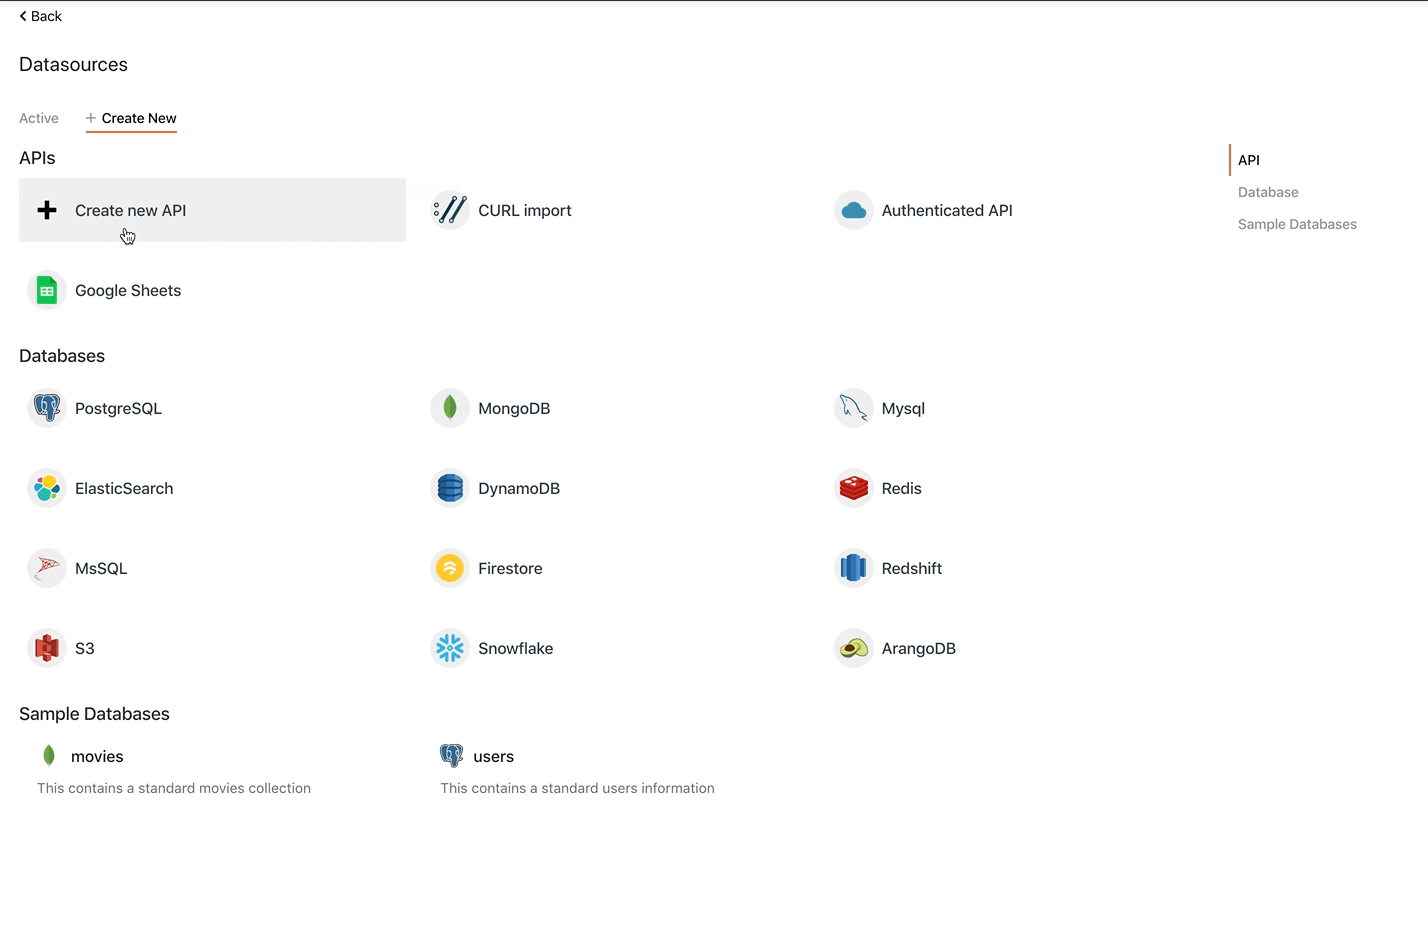 Back
Datasources
Active
+ Create New
APIs
Create new API
CURL import
Authenticated API
Google Sheets
Databases
PostgreSQL
MongoDB
Mysql
ElasticSearch
DynamoDB
Redis
MsSQL
Firestore
Redshift
S3
Snowflake
ArangoDB
Sample Databases
movies
This contains a standard movies collection
users
This contains a standard users information
API
Database
Sample Databases